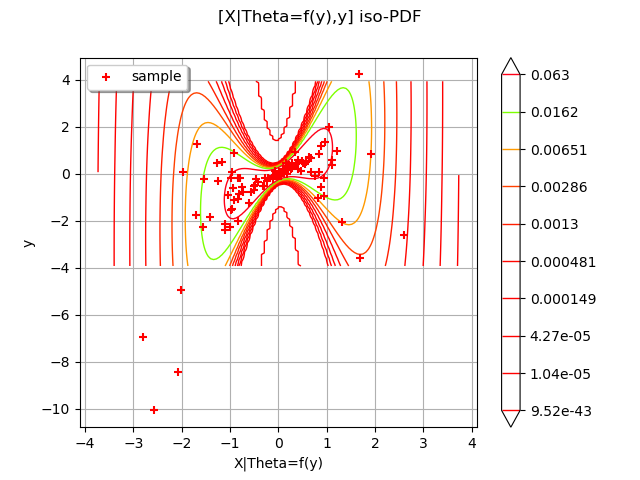 [X|Theta=f(y),y] iso-PDF
sample
4
2
0
−2
−4
−6
−8
−10
y
−4 −3 −2 −1 0 1 2 3 4
X|Theta=f(y)
0.063
0.0162
0.00651
0.00286
0.0013
0.000481
0.000149
4.27e-05
1.04e-05
9.52e-43